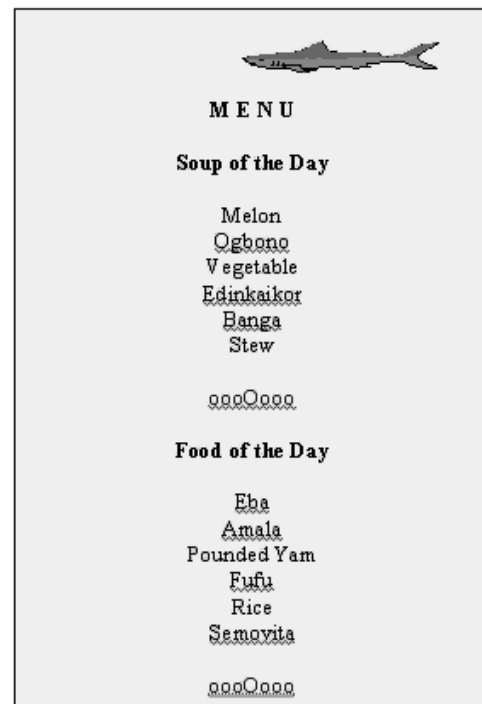 M E N U
Soup of the Day
Melon
Ogbono
Vegetable
Edinkaikor
Banga
Stew
oooOooo
Food of the Day
Eba
Amala
Pounded Yam
Fufu
Rice
Semovita
oooOooo